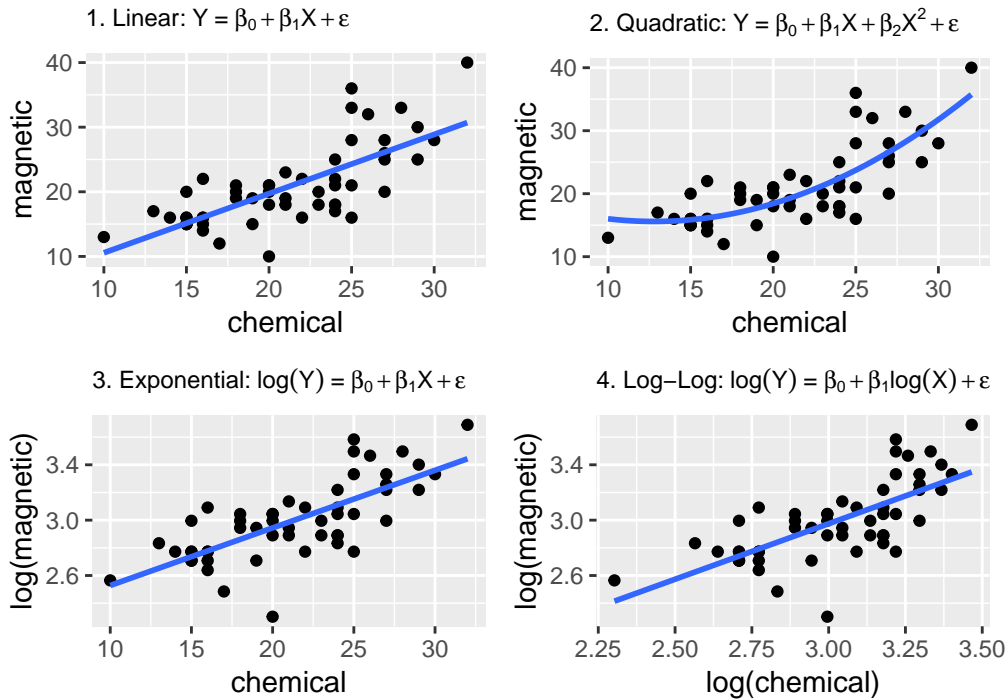 1. Linear: Y = β₀ + β₁X + ε
40
30
20
10
magnetic
10 15 20 25 30
chemical
2. Quadratic: Y = β₀ + β₁X + β₂X² + ε
40
30
20
10
magnetic
10 15 20 25 30
chemical
3. Exponential: log(Y) = β₀ + β₁X + ε
3.4
3.0
2.6
log(magnetic)
10 15 20 25 30
chemical
4. Log−Log: log(Y) = β₀ + β₁log(X) + ε
3.4
3.0
2.6
log(magnetic)
2.25 2.50 2.75 3.00 3.25 3.50
log(chemical)